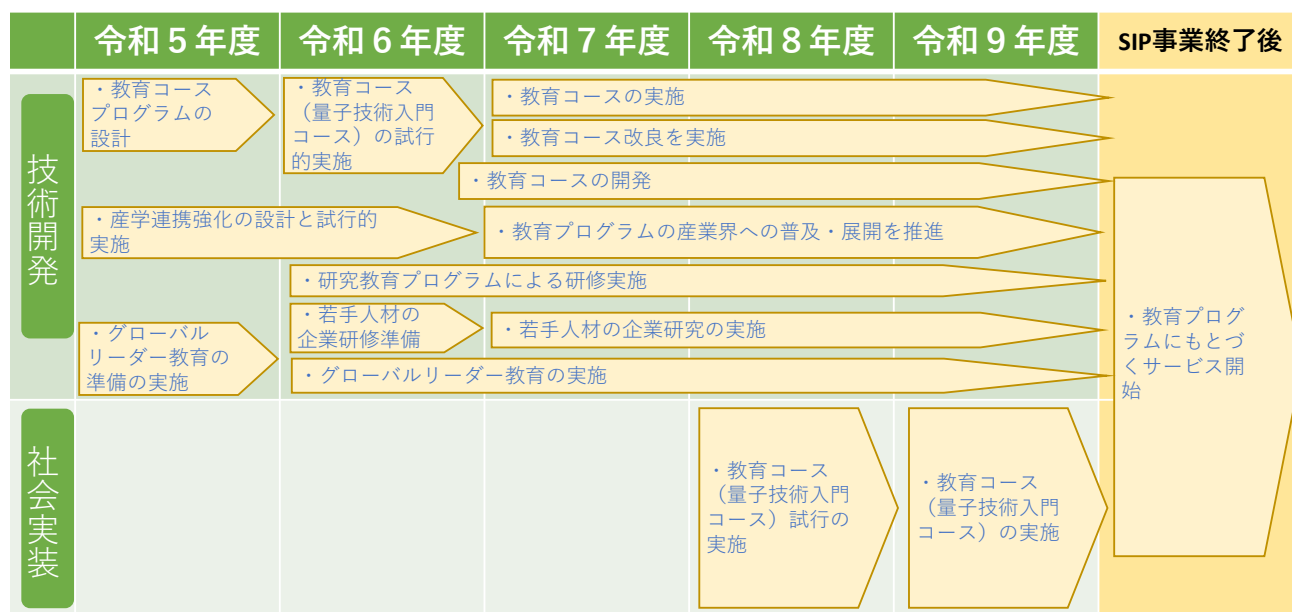 令和５年度
令和６年度
令和７年度
令和８年度
令和９年度
SIP事業終了後
技術開発
・教育コース
プログラムの
設計
・教育コース
（量子技術入門
コース）の試行
的実施
・教育コースの実施
・教育コース改良を実施
・教育コースの開発
・産学連携強化の設計と試行的
実施
・教育プログラムの産業界への普及・展開を推進
・研究教育プログラムによる研修実施
・若手人材の
企業研修準備
・若手人材の企業研究の実施
・グローバル
リーダー教育の
準備の実施
・グローバルリーダー教育の実施
・教育プログ
ラムにもとづ
くサービス開
始
社会実装
・教育コース
（量子技術入門
コース）試行の
実施
・教育コース
（量子技術入門
コース）の実施